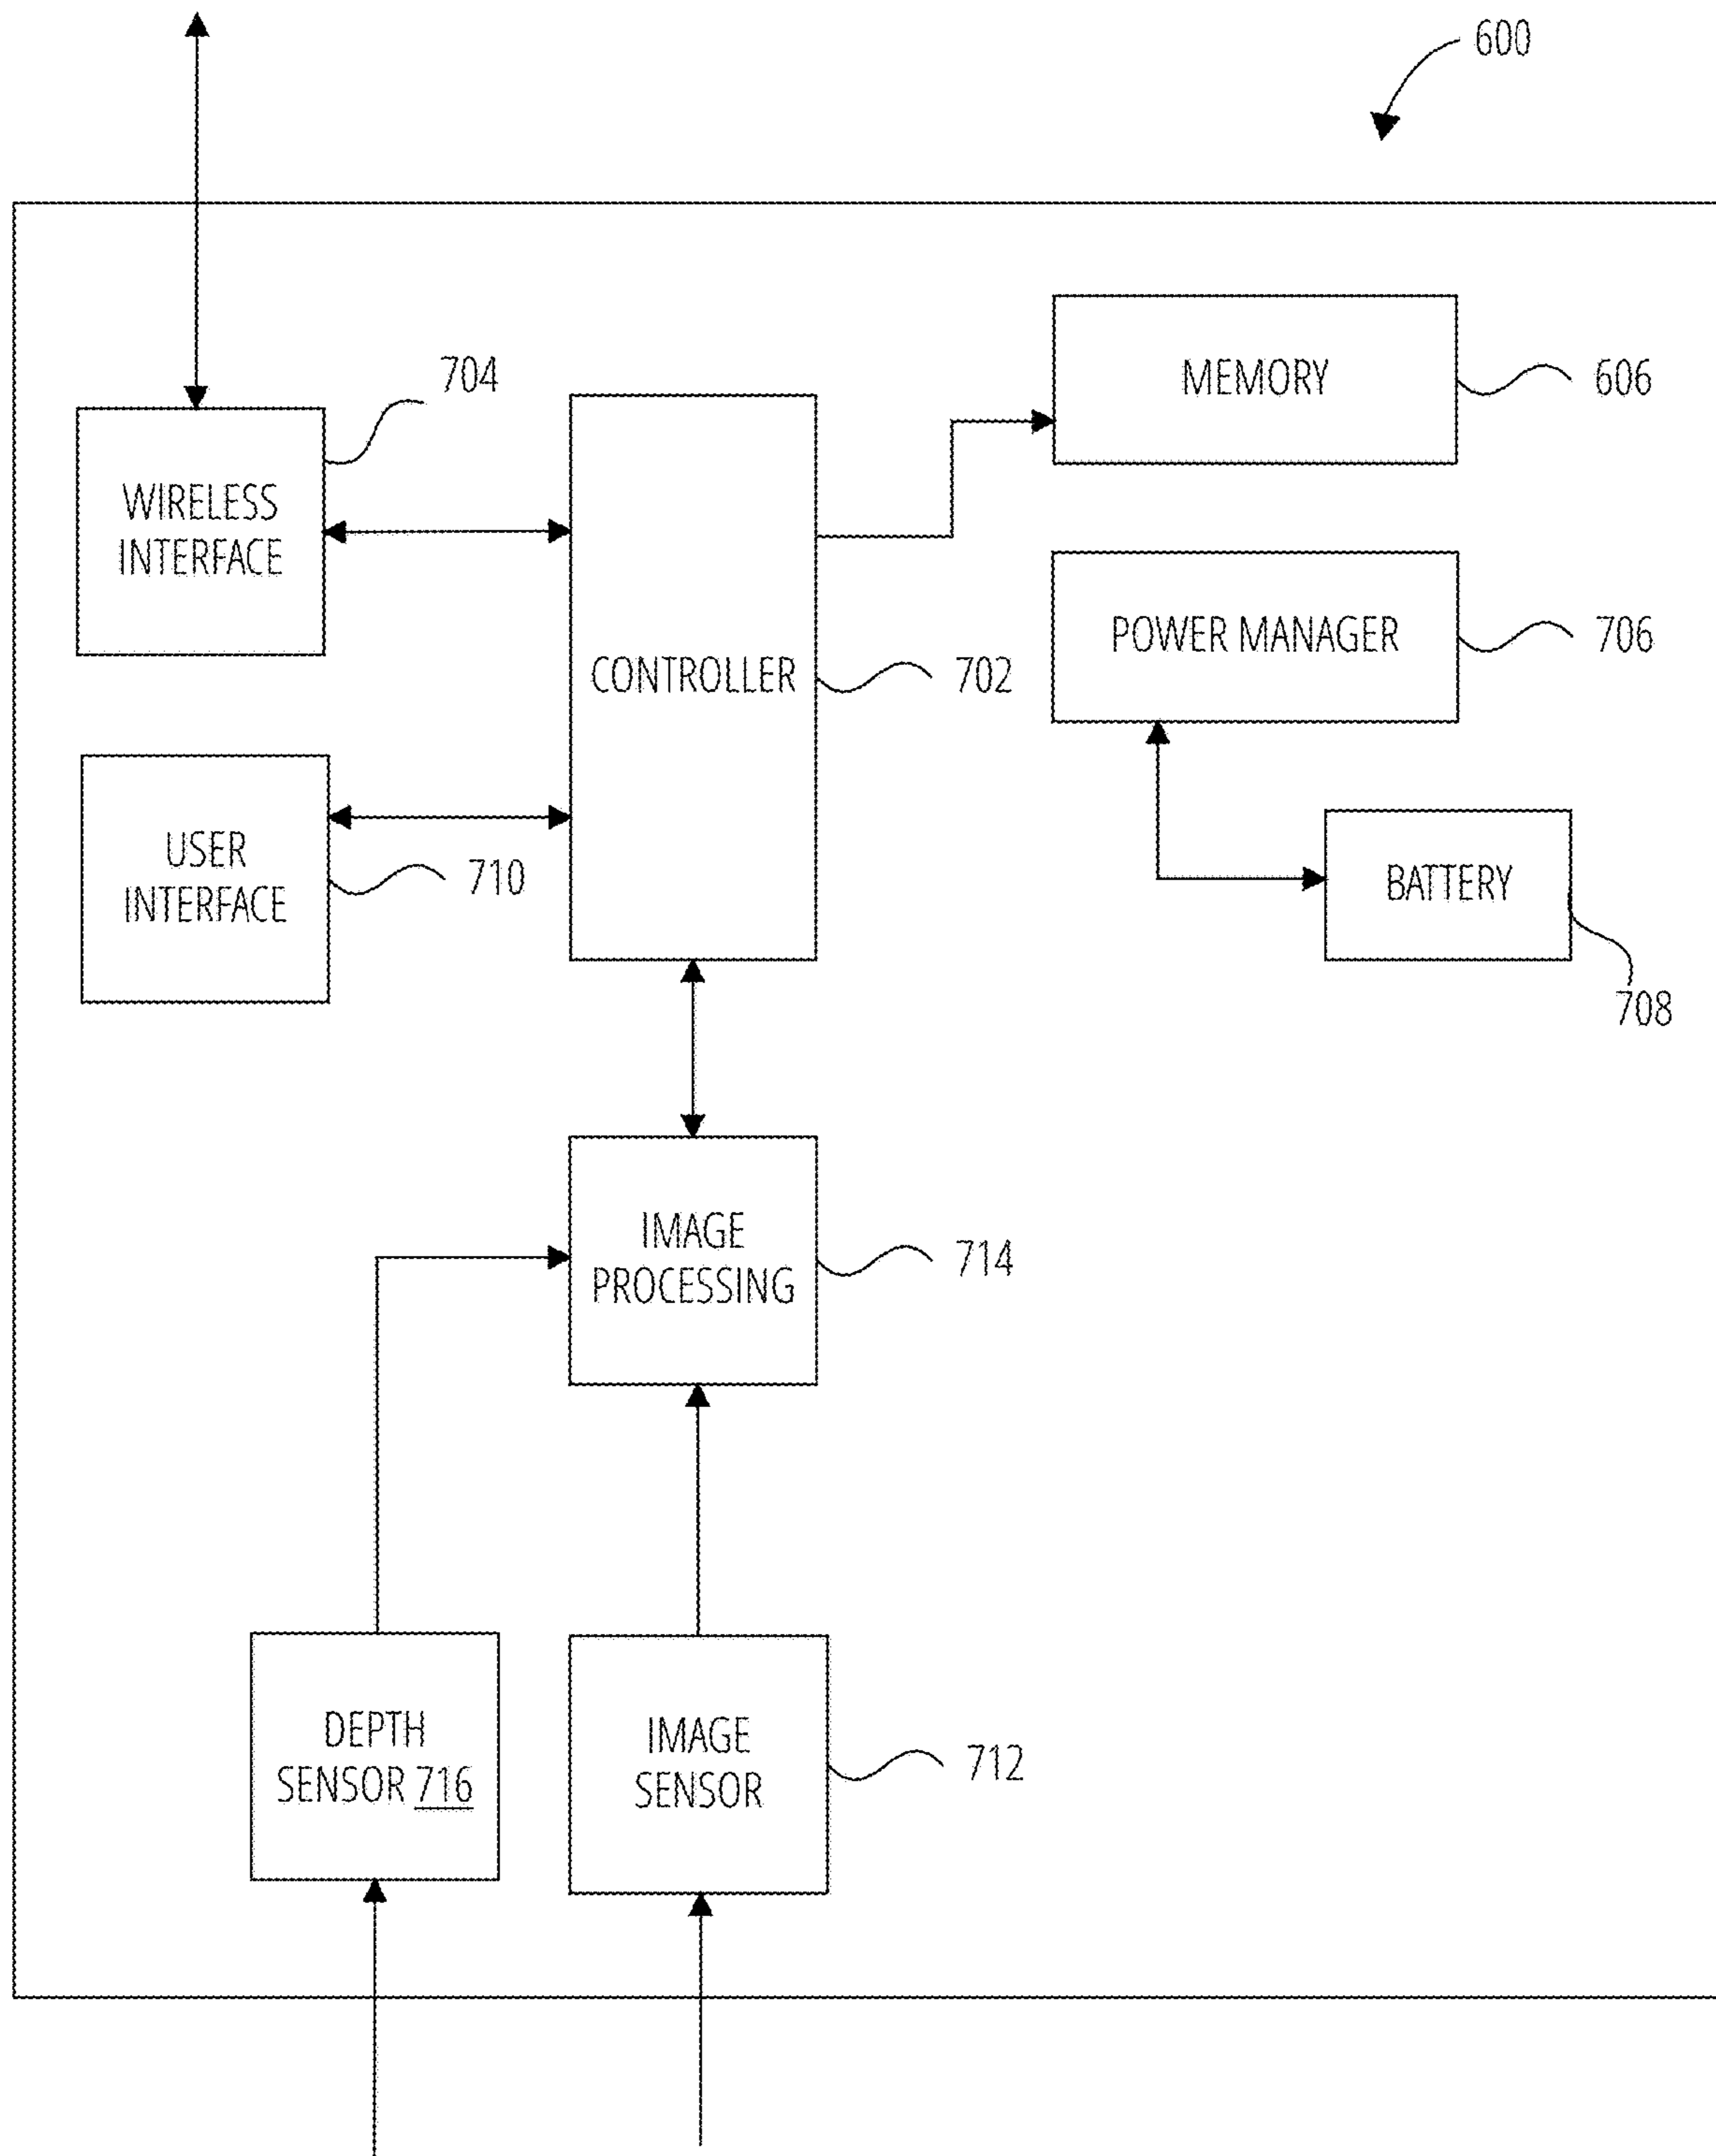 600
704
MEMORY
606
WIRELESS
INTERFACE
CONTROLLER
702
POWER MANAGER
706
USER
INTERFACE
710
BATTERY
708
IMAGE
PROCESSING
714
DEPTH
SENSOR 716
IMAGE
SENSOR
712